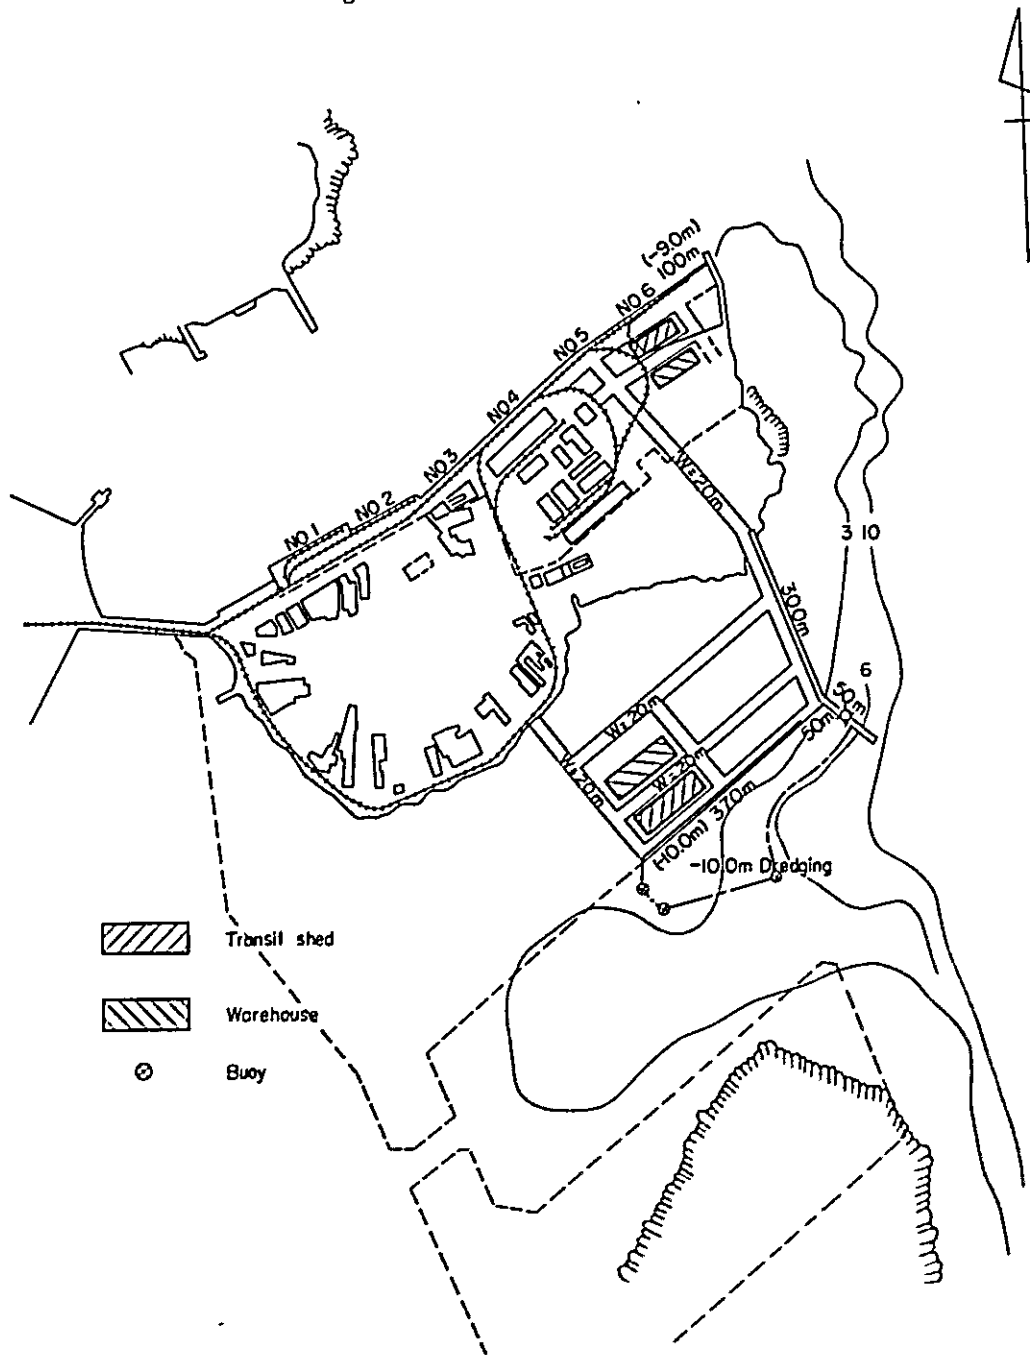 (-9.0m)
100m
NO.6
NO.5
NO.4
NO.3
NO.2
NO.1
W=20m
3 10
300m
6
50m
50m
W=20m
W=20m
W=20m
(-10.0m) 370m
-10.0m Dredging
Transit shed
Warehouse
Buoy